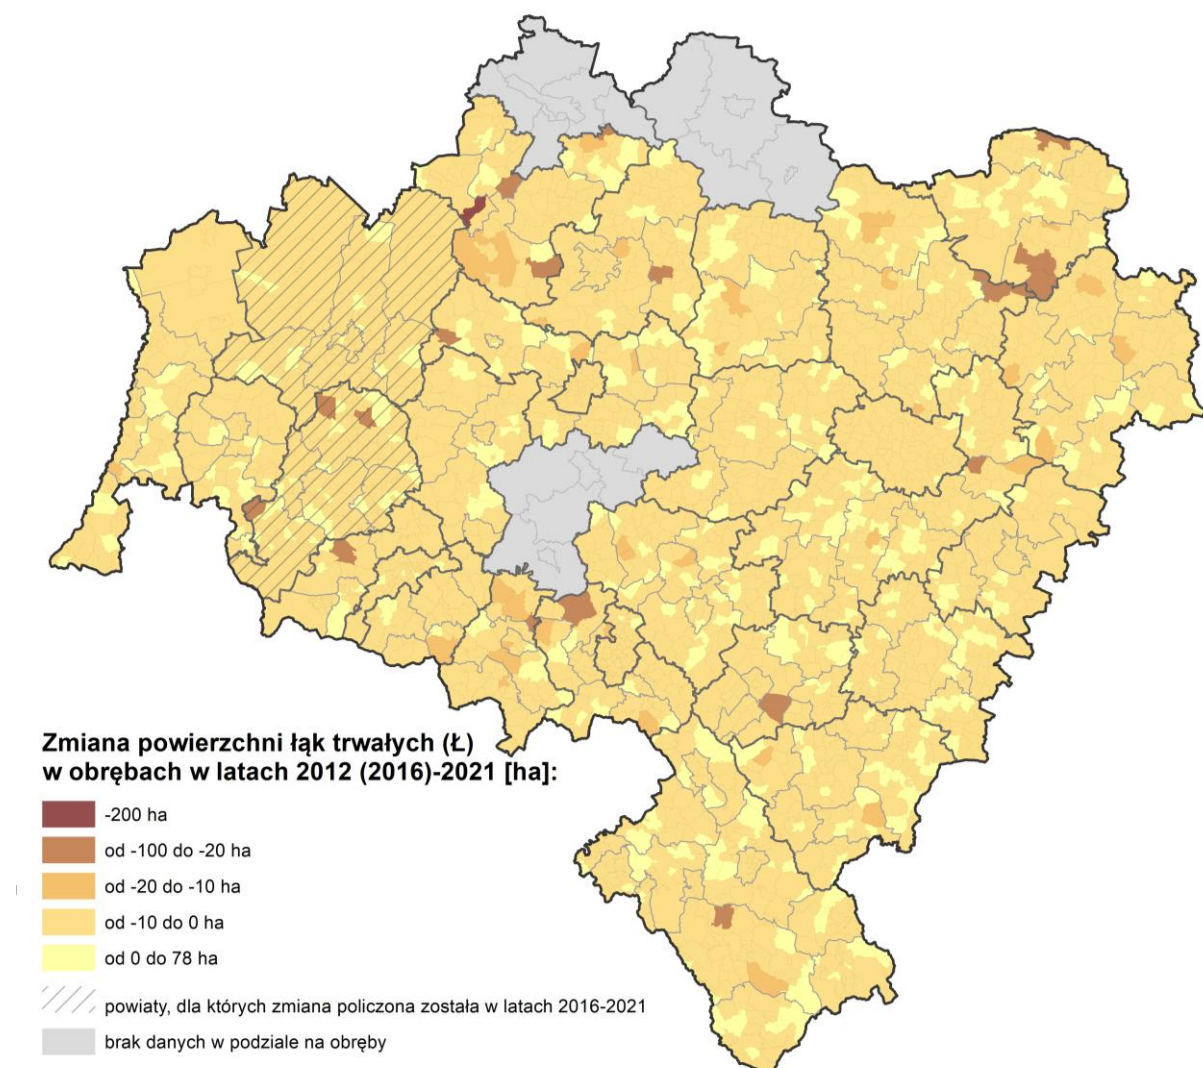 Zmiana powierzchni łąk trwałych (Ł)
w obrębach w latach 2012 (2016)-2021 [ha]:
-200 ha
od -100 do -20 ha
od -20 do -10 ha
od -10 do 0 ha
od 0 do 78 ha
powiaty, dla których zmiana policzona została w latach 2016-2021
brak danych w podziale na obręby